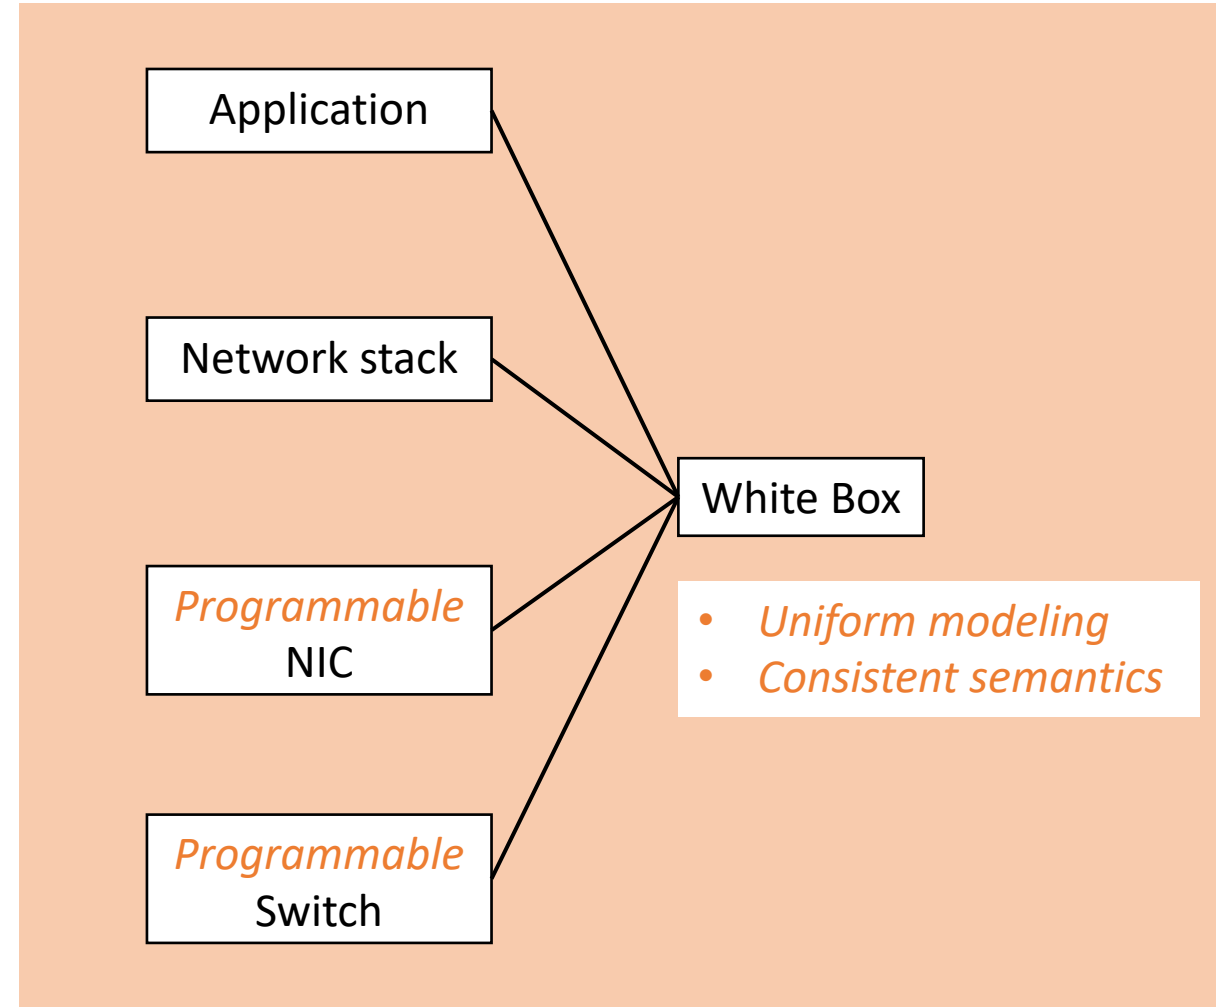 Application
Network stack
White Box
Programmable
NIC
• Uniform modeling
• Consistent semantics
Programmable
Switch